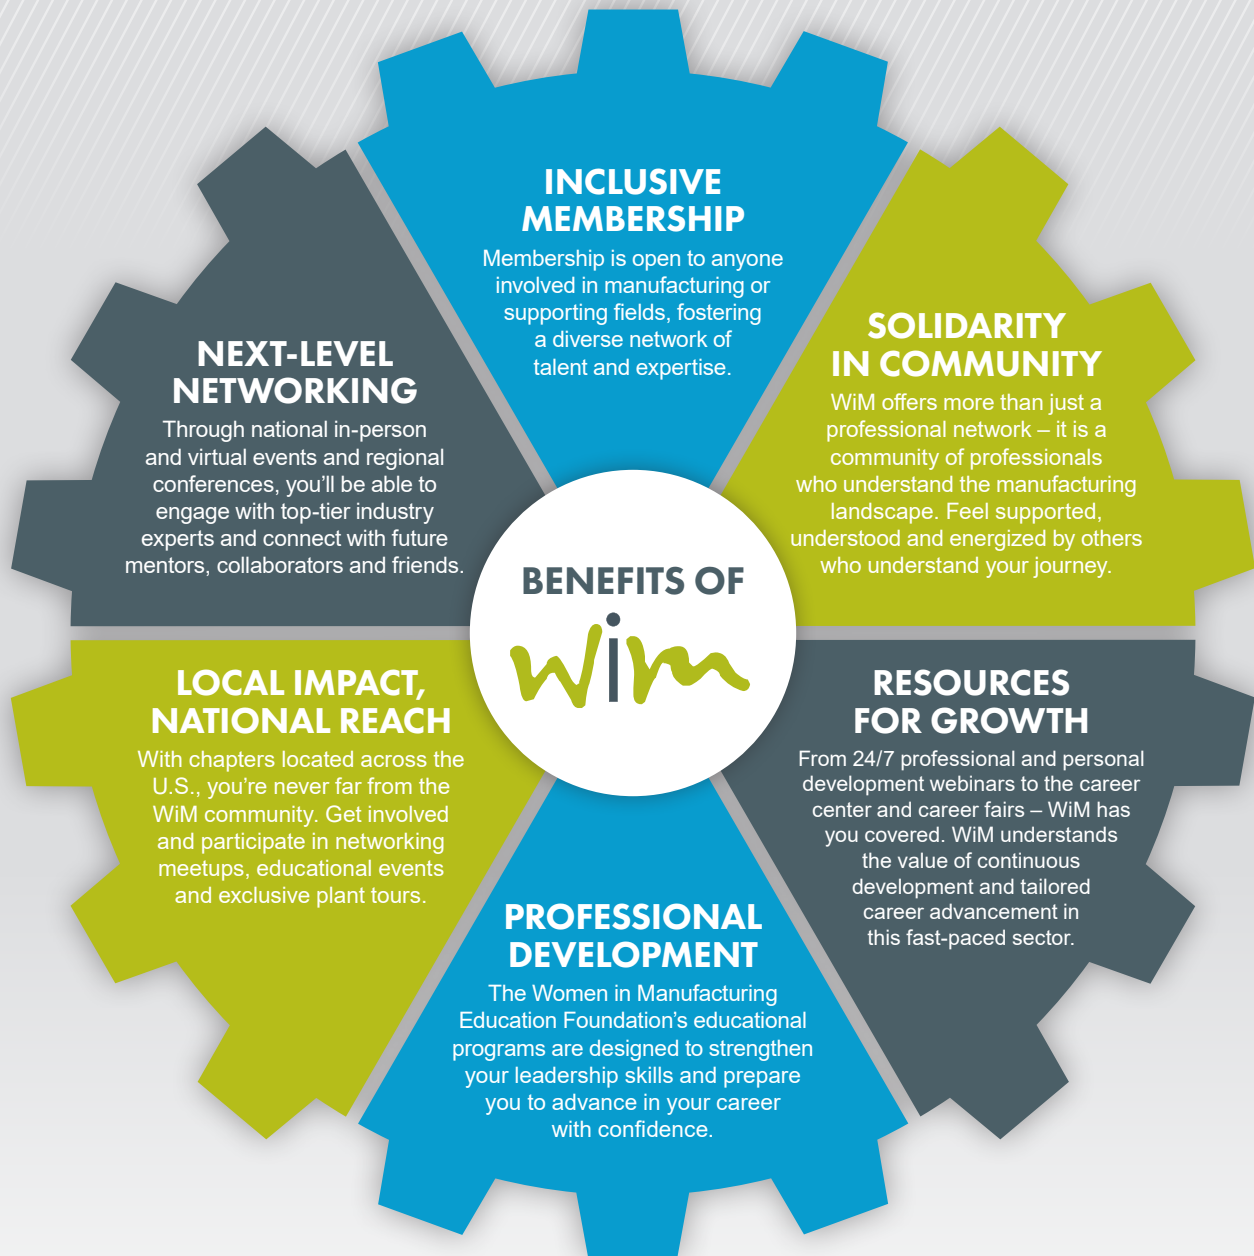 INCLUSIVE
MEMBERSHIP
Membership is open to anyone
involved in manufacturing or
supporting fields, fostering
a diverse network of
talent and expertise.
SOLIDARITY
IN COMMUNITY
WiM offers more than just a
professional network – it is a
community of professionals
who understand the manufacturing
landscape. Feel supported,
understood and energized by others
who understand your journey.
RESOURCES
FOR GROWTH
From 24/7 professional and personal
development webinars to the career
center and career fairs – WiM has
you covered. WiM understands
the value of continuous
development and tailored
career advancement in
this fast-paced sector.
PROFESSIONAL
DEVELOPMENT
The Women in Manufacturing
Education Foundation’s educational
programs are designed to strengthen
your leadership skills and prepare
you to advance in your career
with confidence.
LOCAL IMPACT,
NATIONAL REACH
With chapters located across the
U.S., you’re never far from the
WiM community. Get involved
and participate in networking
meetups, educational events
and exclusive plant tours.
NEXT-LEVEL
NETWORKING
Through national in-person
and virtual events and regional
conferences, you’ll be able to
engage with top-tier industry
experts and connect with future
mentors, collaborators and friends.
BENEFITS OF
wim